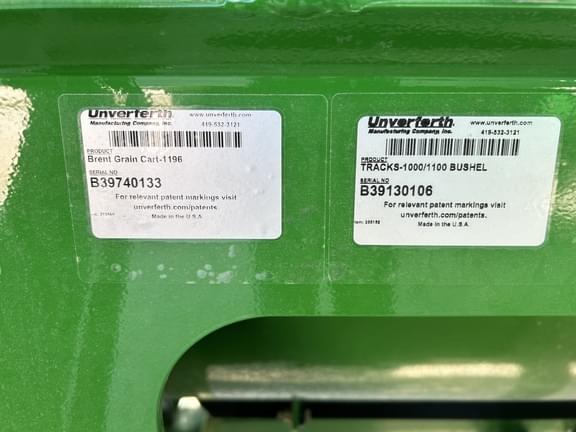 Unverferth www.unverferth.com
Manufacturing Company, Inc. 419-532-3121
PRODUCT
Brent Grain Cart-1196
SERIAL NO
B39740133
For relevant patent markings visit
unverferth.com/patents.
Made in the U.S.A.
Unverferth www.unverferth.com
Manufacturing Company, Inc. 419-532-3121
PRODUCT
TRACKS-1000/1100 BUSHEL
SERIAL NO
B39130106
For relevant patent markings visit
unverferth.com/patents.
Made in the U.S.A.